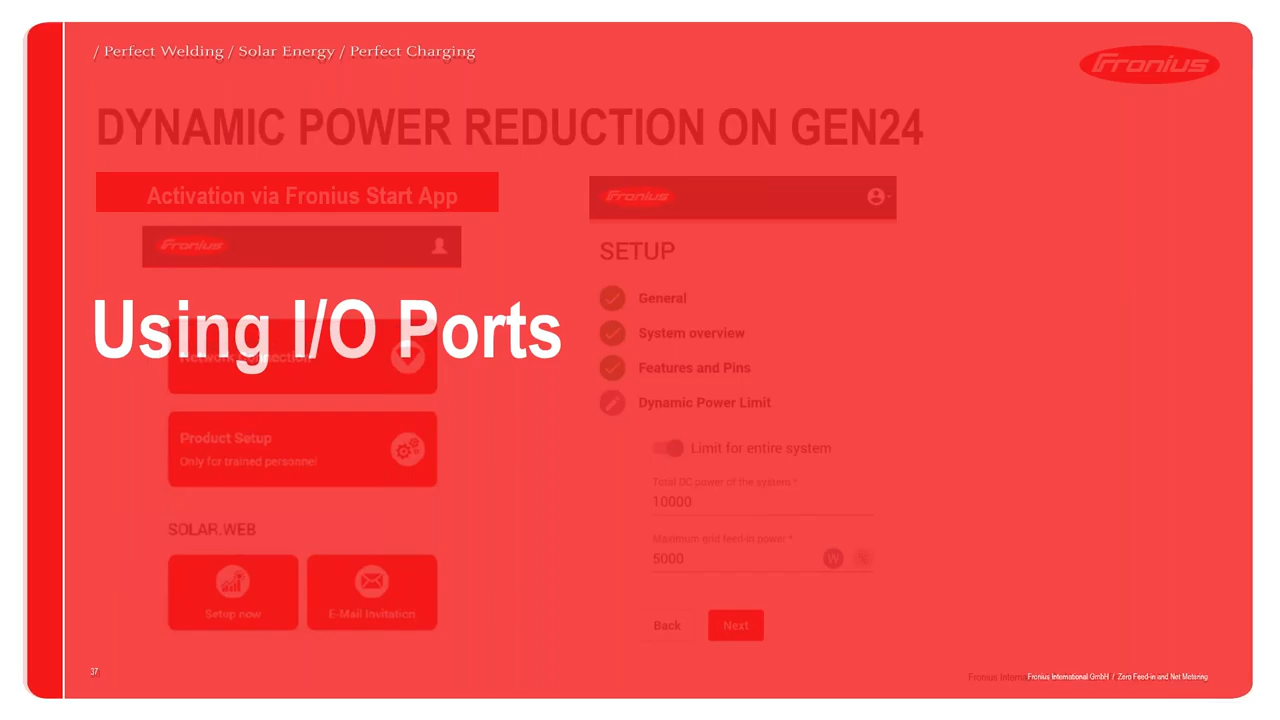 / Perfect Welding / Solar Energy / Perfect Charging
Fronius
DYNAMIC POWER REDUCTION ON GEN24
Activation via Fronius Start App
Fronius
Fronius
SETUP
Using I/O Ports
Network Connection
Product Setup
Only for trained personnel
SOLAR.WEB
Setup now
E-Mail Invitation
General
System overview
Features and Pins
Dynamic Power Limit
Limit for entire system
Total DC power of the system *
10000
Maximum grid feed-in power *
5000
W
%
Back
Next
37
Fronius International GmbH / Zero Feed-in and Net Metering